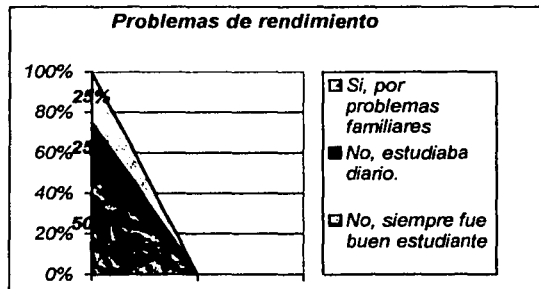 Problemas de rendimiento
100%
80%
60%
40%
20%
0%
25%
25
50
Si, por
problemas
familiares
No, estudiaba
diario.
No, siempre fue
buen estudiante